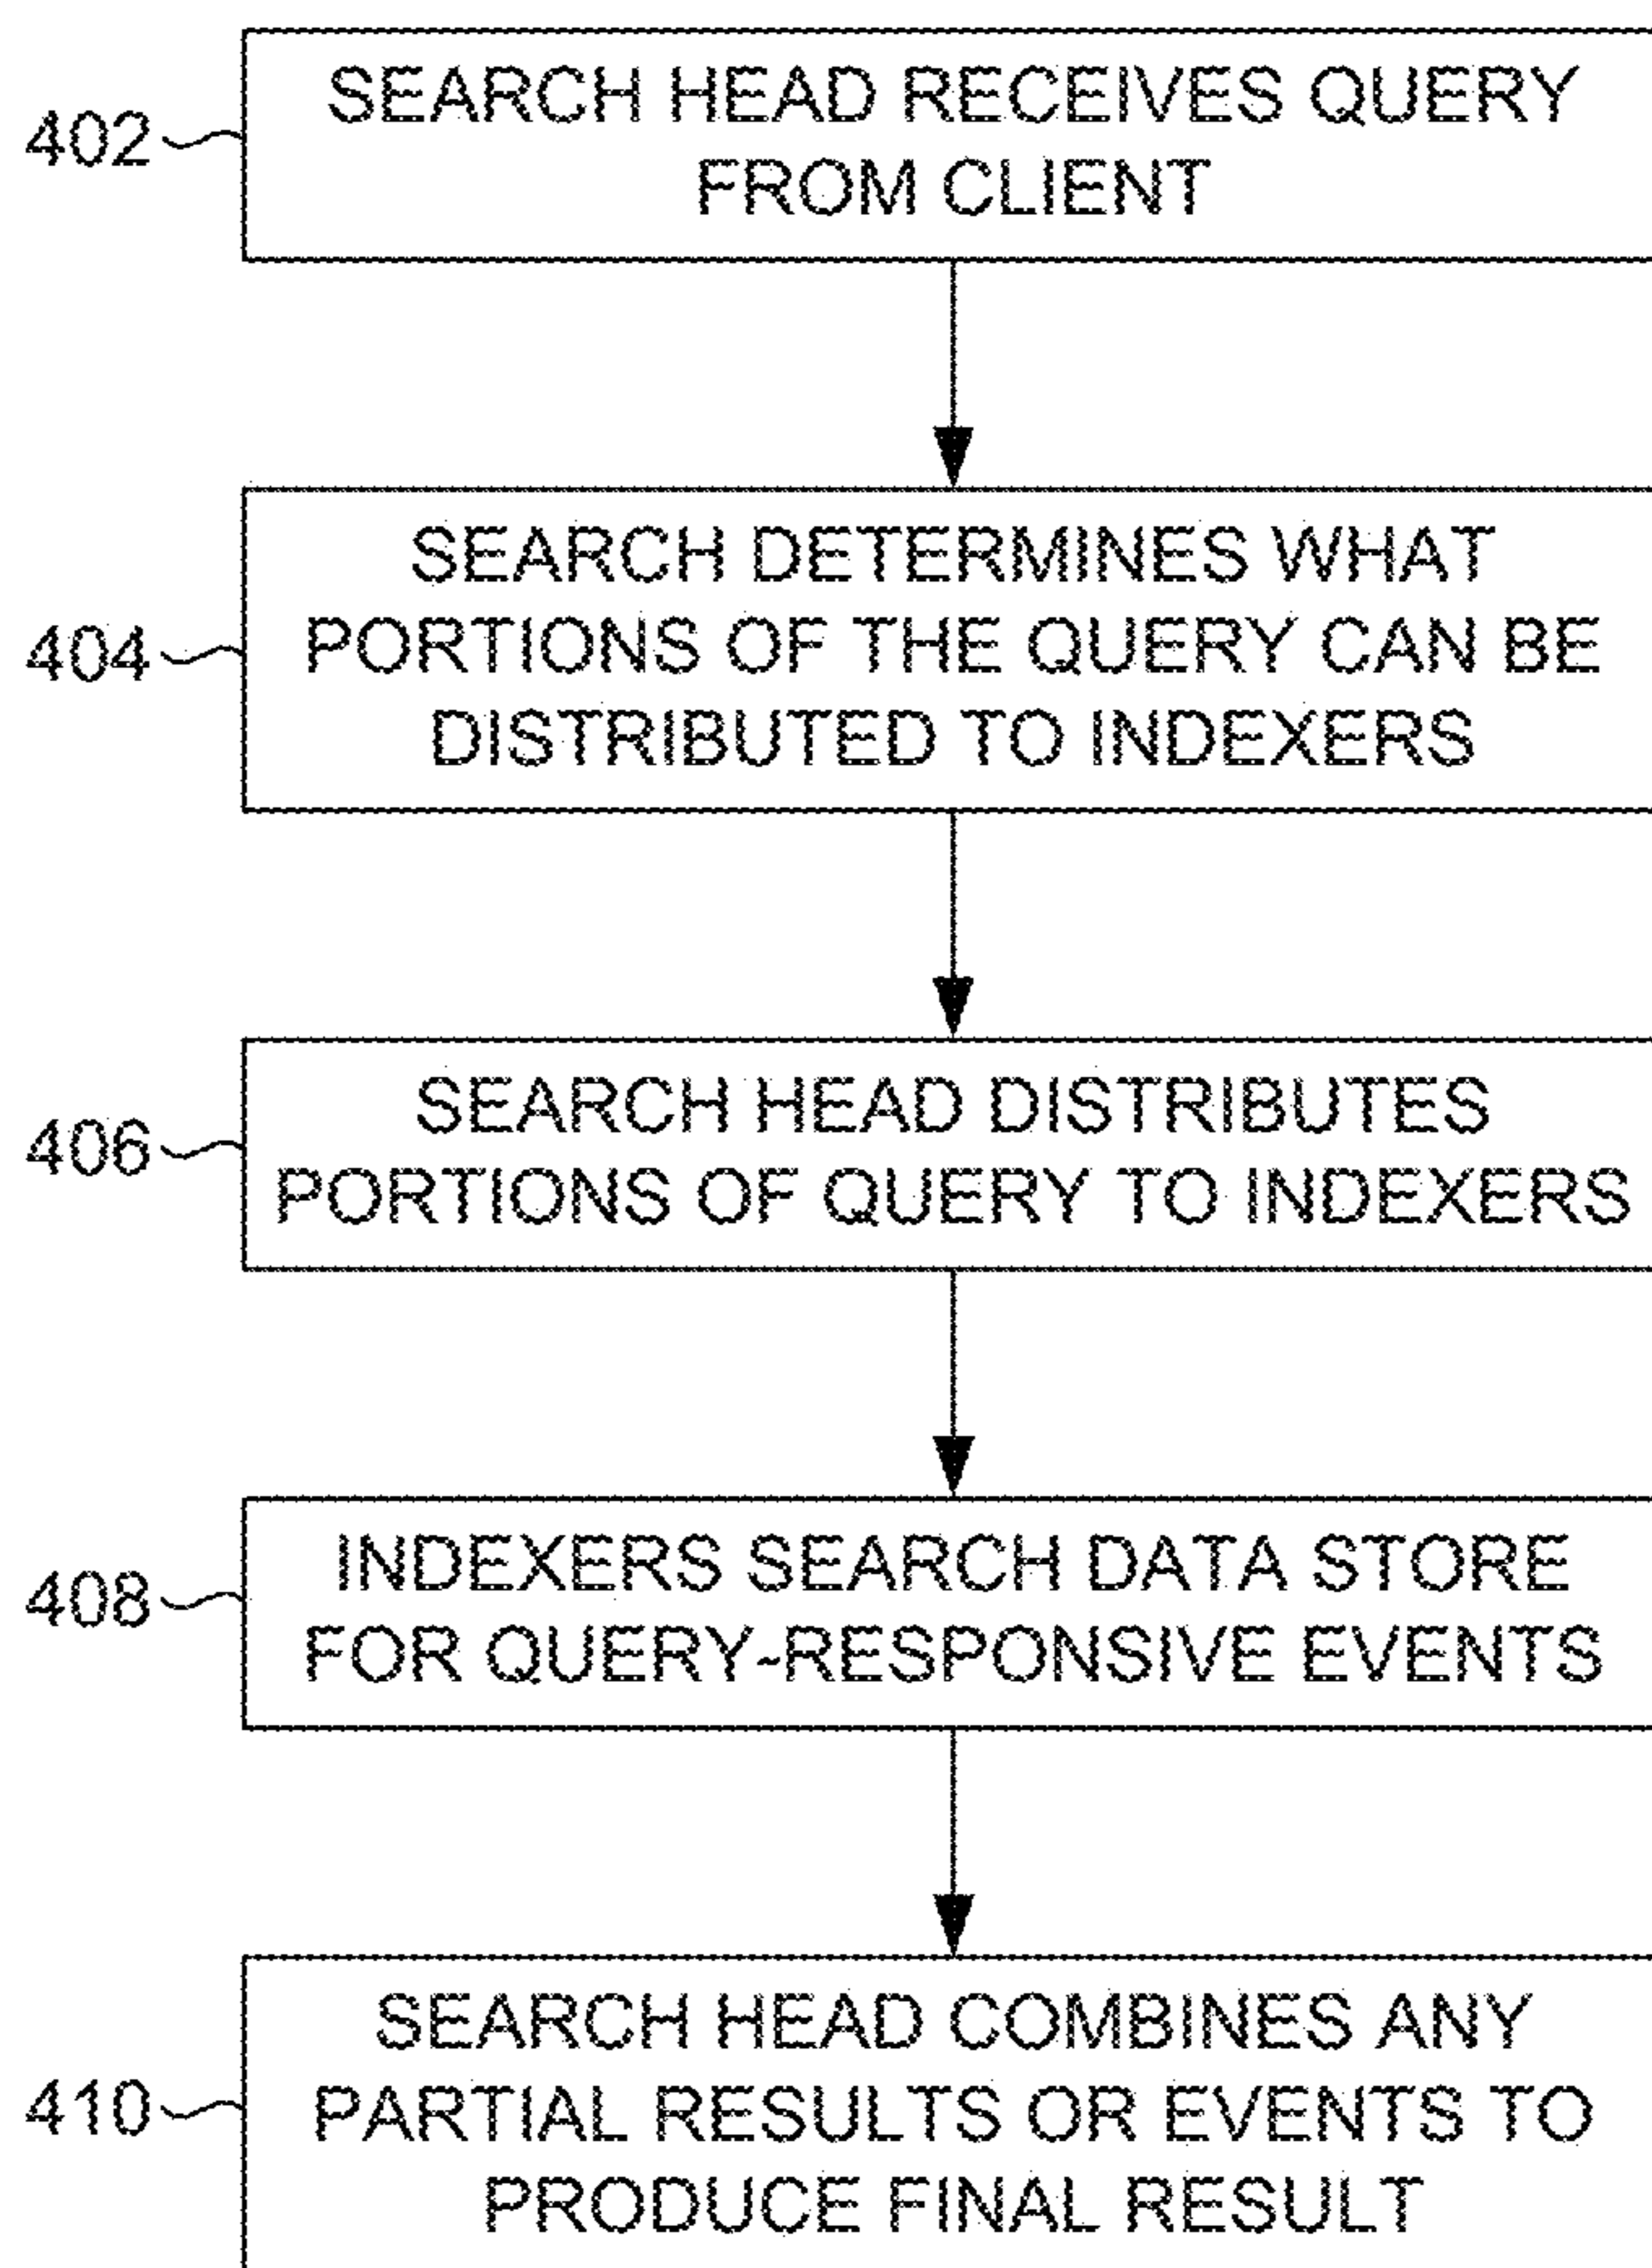 402
SEARCH HEAD RECEIVES QUERY
FROM CLIENT
404
SEARCH DETERMINES WHAT
PORTIONS OF THE QUERY CAN BE
DISTRIBUTED TO INDEXERS
406
SEARCH HEAD DISTRIBUTES
PORTIONS OF QUERY TO INDEXERS
408
INDEXERS SEARCH DATA STORE
FOR QUERY-RESPONSIVE EVENTS
410
SEARCH HEAD COMBINES ANY
PARTIAL RESULTS OR EVENTS TO
PRODUCE FINAL RESULT